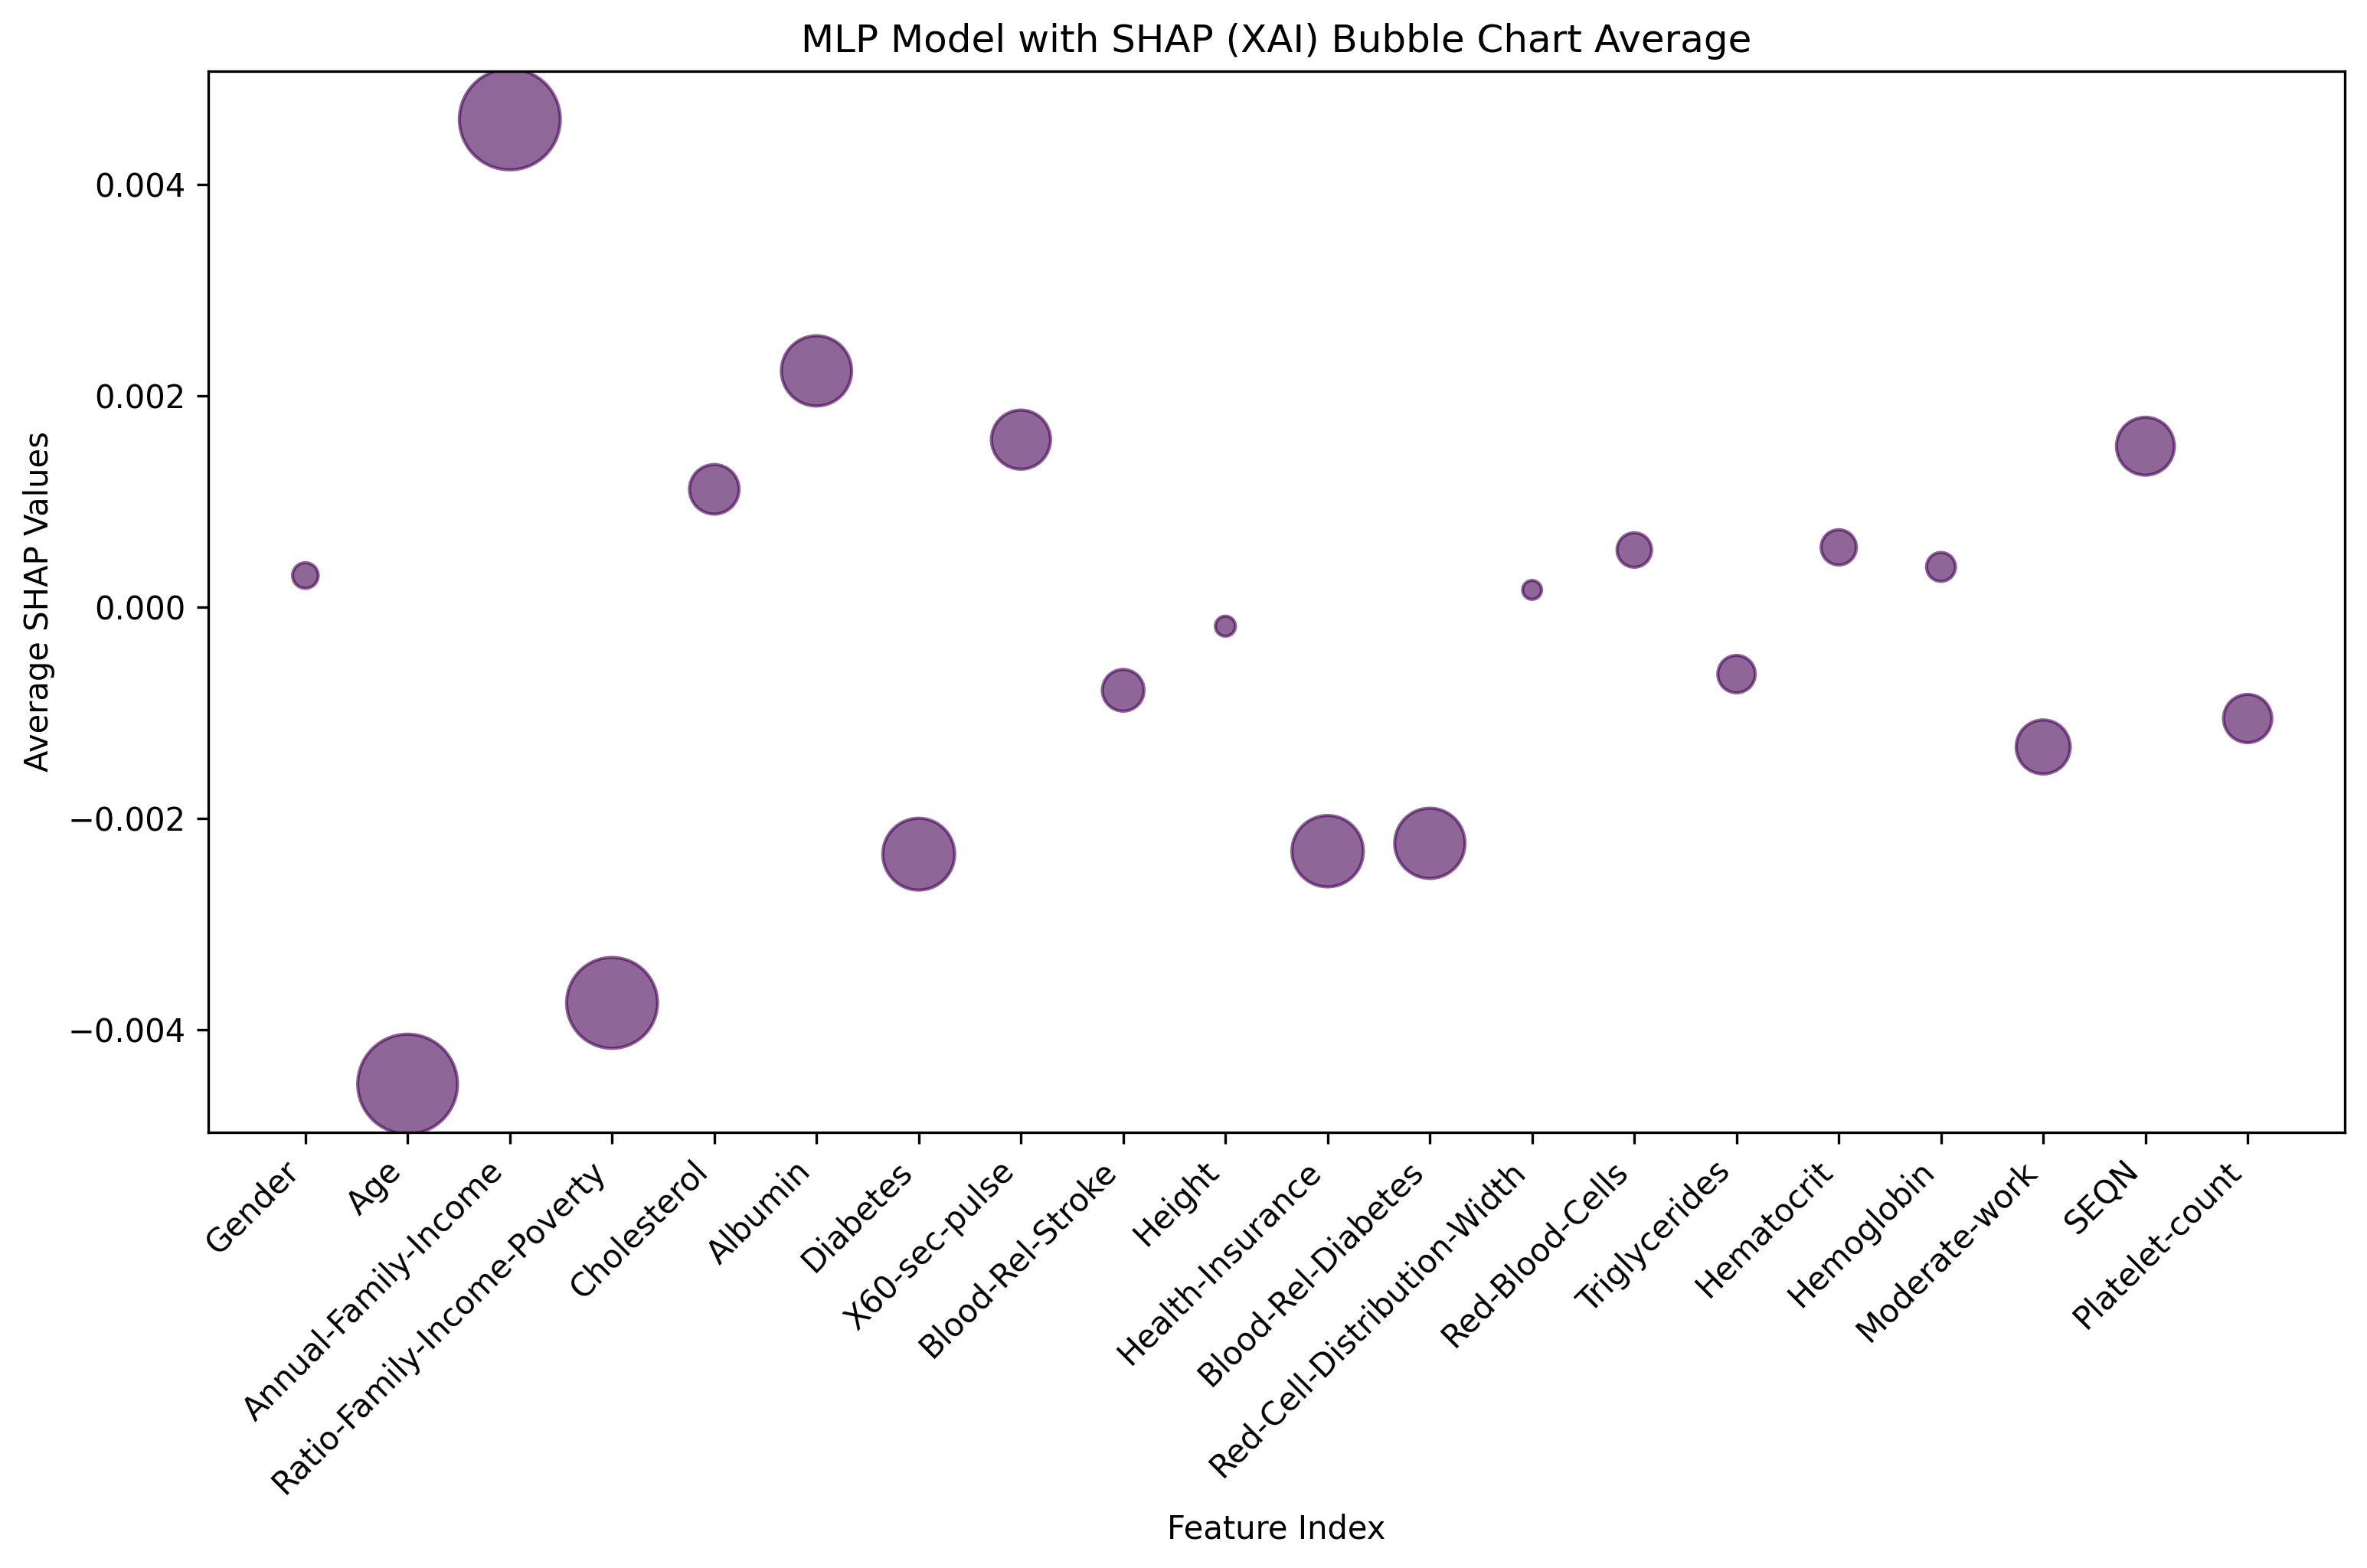 MLP Model with SHAP (XAI) Bubble Chart Average
Average SHAP Values
0.004
0.002
0.000
−0.002
−0.004
Gender
Age
Annual-Family-Income
Ratio-Family-Income-Poverty
Cholesterol
Albumin
Diabetes
X60-sec-pulse
Blood-Rel-Stroke
Height
Health-Insurance
Blood-Rel-Diabetes
Red-Cell-Distribution-Width
Red-Blood-Cells
Triglycerides
Hematocrit
Hemoglobin
Moderate-work
SEQN
Platelet-count
Feature Index